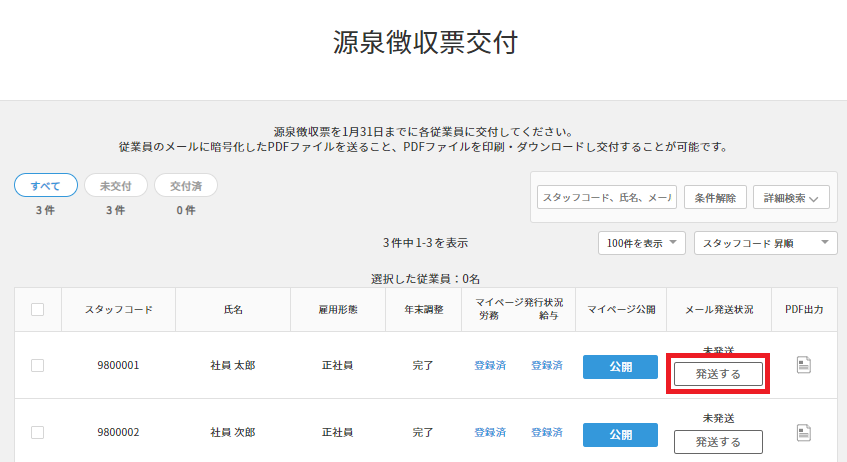 源泉徴収票交付
源泉徴収票を1月31日までに各従業員に交付してください。
従業員のメールに暗号化したPDFファイルを送ること、PDFファイルを印刷・ダウンロードし交付することが可能です。
すべて 未交付 交付済
3 件 3 件 0 件
スタッフコード、氏名、メール 条件解除 詳細検索
3 件中 1-3 を表示 100件を表示 スタッフコード 昇順
選択した従業員：0名
スタッフコード 氏名 雇用形態 年末調整 マイページ発行状況 マイページ公開 メール発送状況 PDF出力
労務 給与
未発送
9800001 社員 太郎 正社員 完了 登録済 登録済 公開
発送する
未発送
9800002 社員 次郎 正社員 完了 登録済 登録済 公開
発送する